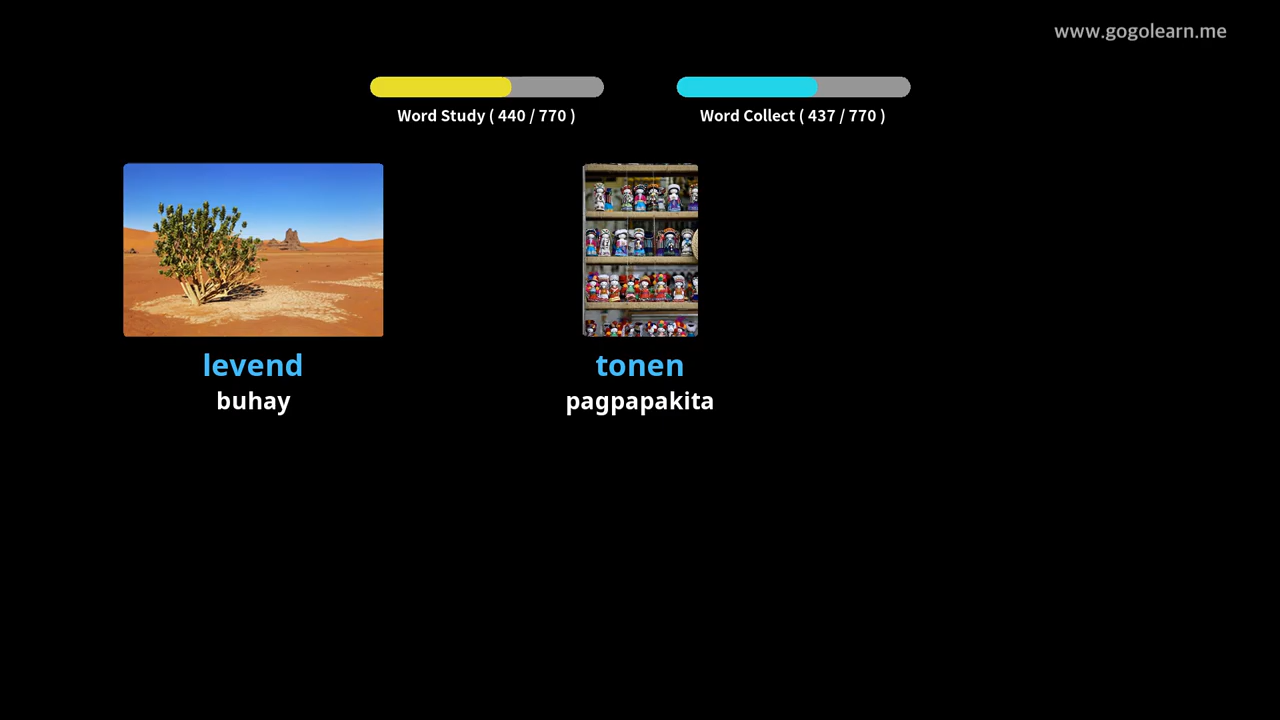 www.gogolearn.me
Word Study ( 440 / 770 )
Word Collect ( 437 / 770 )
levend
buhay
tonen
pagpapakita